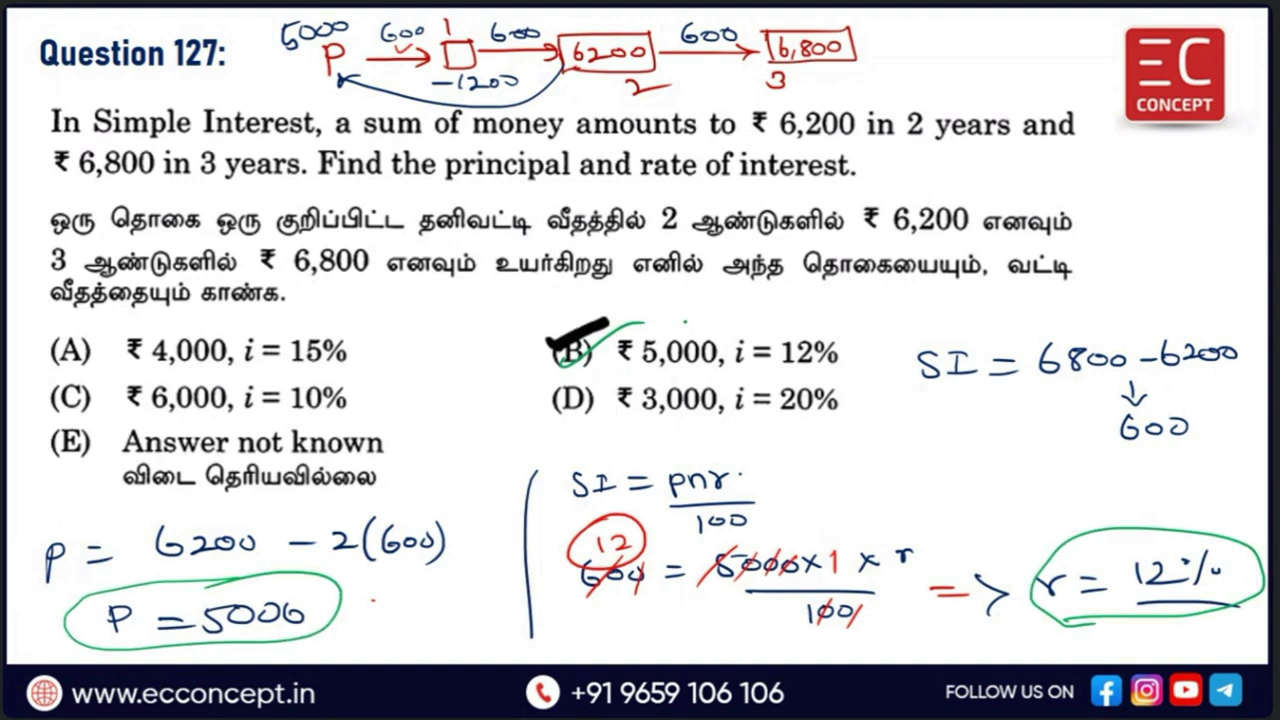 Question 127:
5000 600 1 600 600
P 6200 6,800
-1200 2 3
EC
CONCEPT
In Simple Interest, a sum of money amounts to ₹ 6,200 in 2 years and
₹ 6,800 in 3 years. Find the principal and rate of interest.
ஒரு தொகை ஒரு குறிப்பிட்ட தனிவட்டி வீதத்தில் 2 ஆண்டுகளில் ₹ 6,200 எனவும்
3 ஆண்டுகளில் ₹ 6,800 எனவும் உயர்கிறது எனில் அந்த தொகையையும், வட்டி
வீதத்தையும் காண்க.
(A) ₹ 4,000, i = 15%
(B) ₹ 5,000, i = 12%
(C) ₹ 6,000, i = 10%
(D) ₹ 3,000, i = 20%
(E) Answer not known
விடை தெரியவில்லை
SI = 6800 - 6200
↓
600
P = 6200 - 2(600)
P = 5000
SI = pnr
100
12
600 = 5000 x 1 x r
100
=> r = 12%
www.ecconcept.in
+91 9659 106 106
FOLLOW US ON